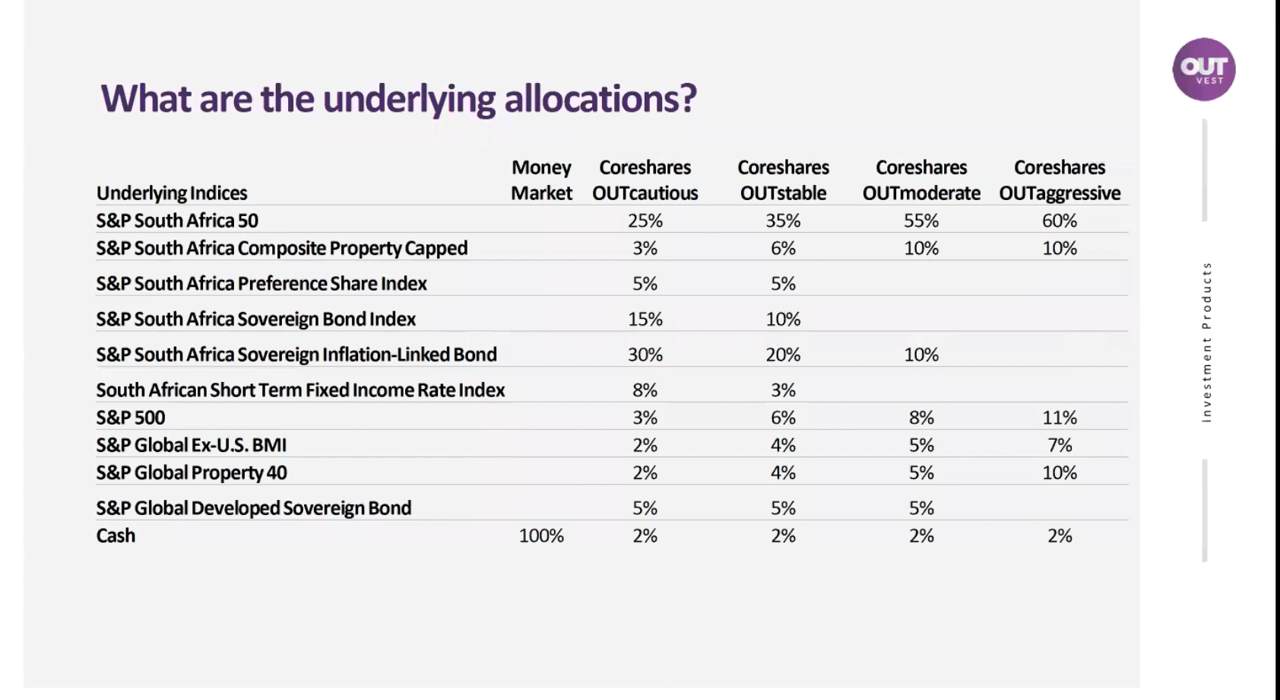 What are the underlying allocations?
OUT
VEST
Money Coreshares Coreshares Coreshares Coreshares
Underlying Indices Market OUTcautious OUTstable OUTmoderate OUTaggressive
S&P South Africa 50 25% 35% 55% 60%
S&P South Africa Composite Property Capped 3% 6% 10% 10%
S&P South Africa Preference Share Index 5% 5%
S&P South Africa Sovereign Bond Index 15% 10%
S&P South Africa Sovereign Inflation-Linked Bond 30% 20% 10%
South African Short Term Fixed Income Rate Index 8% 3%
S&P 500 3% 6% 8% 11%
S&P Global Ex-U.S. BMI 2% 4% 5% 7%
S&P Global Property 40 2% 4% 5% 10%
S&P Global Developed Sovereign Bond 5% 5% 5%
Cash 100% 2% 2% 2% 2%
Investment Products